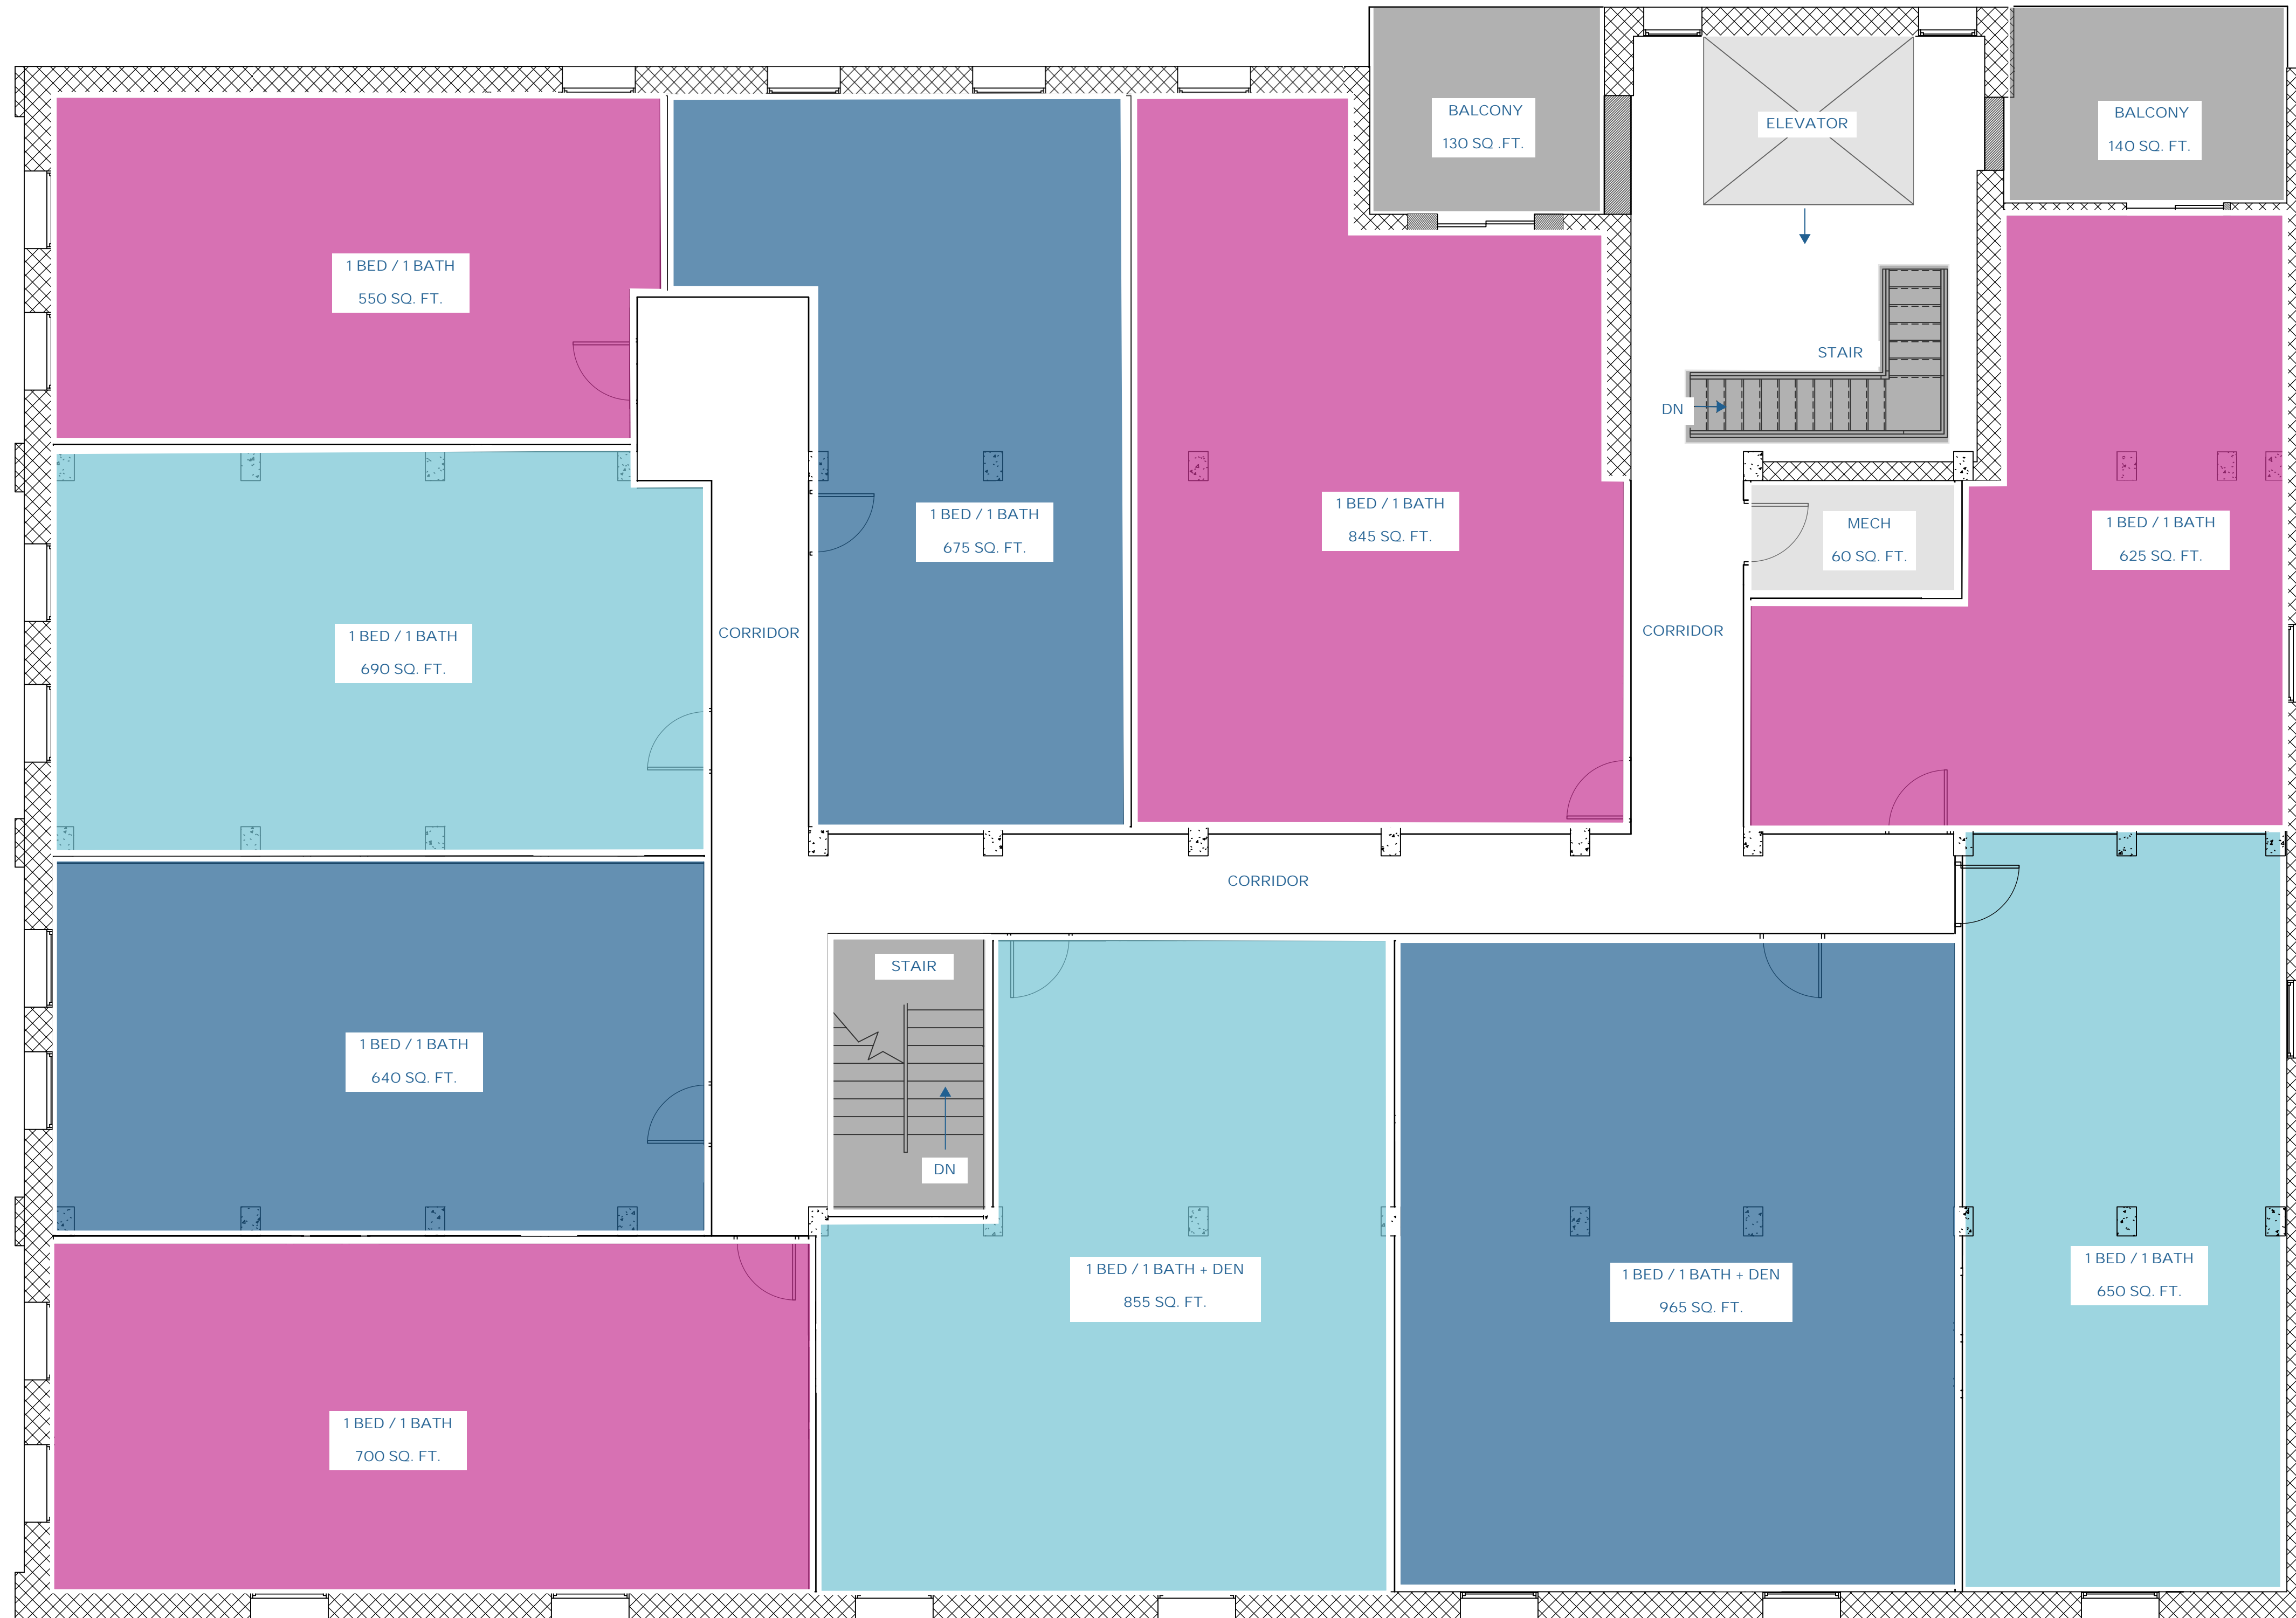 BALCONY
130 SQ .FT.
ELEVATOR
BALCONY
140 SQ. FT.
1 BED / 1 BATH
550 SQ. FT.
STAIR
DN
1 BED / 1 BATH
675 SQ. FT.
1 BED / 1 BATH
845 SQ. FT.
MECH
60 SQ. FT.
1 BED / 1 BATH
625 SQ. FT.
1 BED / 1 BATH
690 SQ. FT.
CORRIDOR
CORRIDOR
CORRIDOR
STAIR
DN
1 BED / 1 BATH
640 SQ. FT.
1 BED / 1 BATH + DEN
855 SQ. FT.
1 BED / 1 BATH + DEN
965 SQ. FT.
1 BED / 1 BATH
650 SQ. FT.
1 BED / 1 BATH
700 SQ. FT.